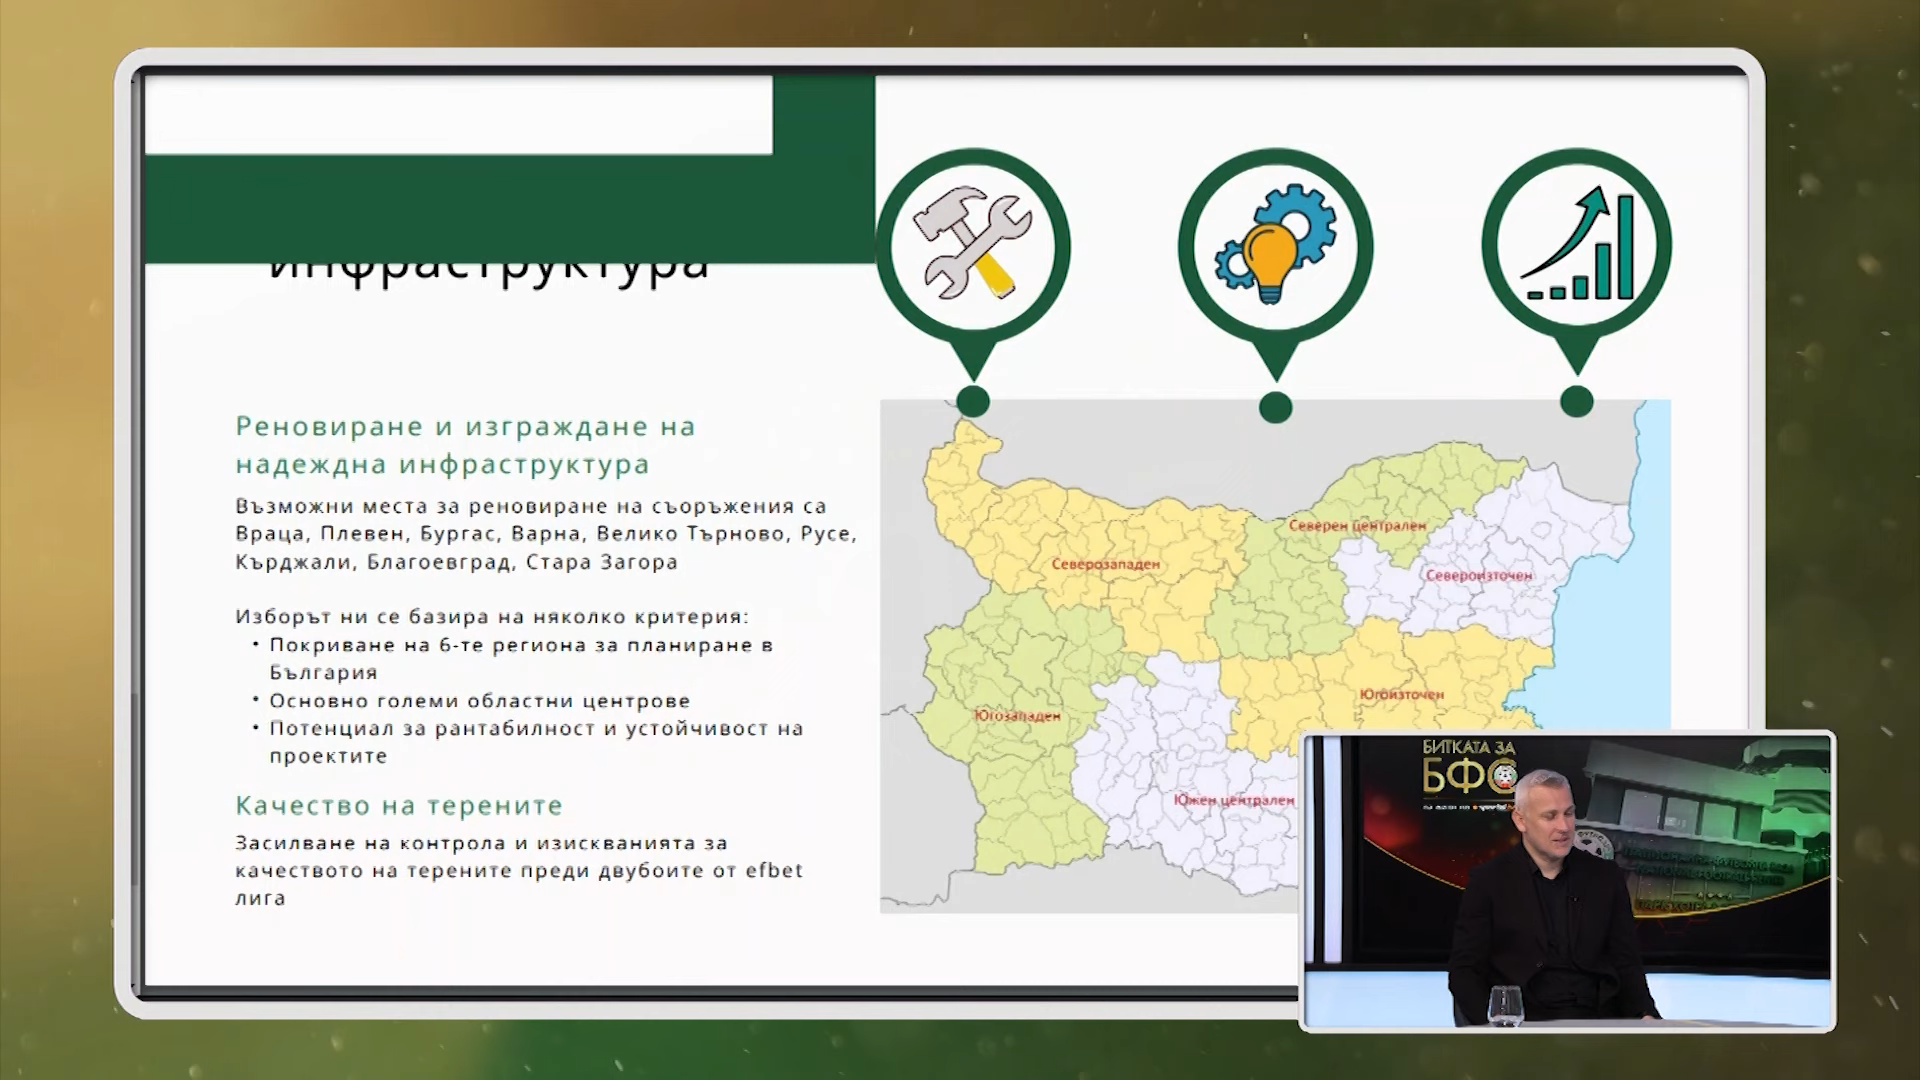 инфраструктура
Реновиране и изграждане на
надеждна инфраструктура
Възможни места за реновиране на съоръжения са
Враца, Плевен, Бургас, Варна, Велико Търново, Русе,
Кърджали, Благоевград, Стара Загора
Изборът ни се базира на няколко критерия:
• Покриване на 6-те региона за планиране в
България
• Основно големи областни центрове
• Потенциал за рантабилност и устойчивост на
проектите
Качество на терените
Засилване на контрола и изискванията за
качеството на терените преди двубоите от efbet
лига
Северен централен
Северозападен
Североизточен
Югоизточен
Югозападен
Южен централен
БИТКАТА ЗА
БФС